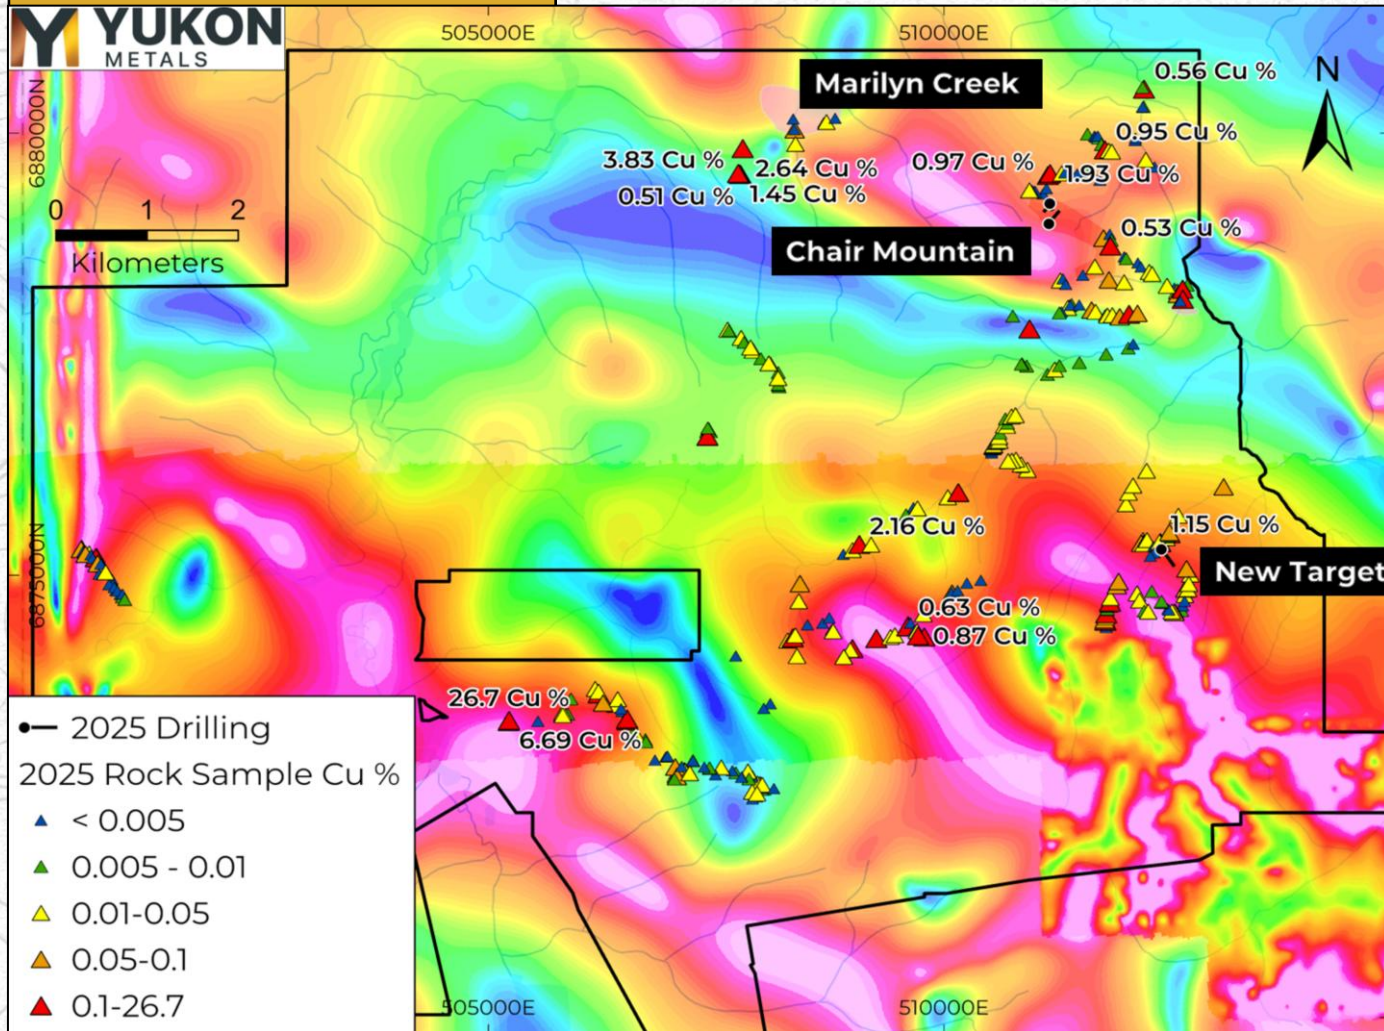 YUKON
METALS
505000E
510000E
N
6880000N
0.56 Cu %
Marilyn Creek
0.95 Cu %
3.83 Cu %
2.64 Cu %
0.97 Cu %
1.93 Cu %
0.51 Cu %
1.45 Cu %
0 1 2
Kilometers
0.53 Cu %
Chair Mountain
6875000N
2.16 Cu %
1.15 Cu %
New Target
0.63 Cu %
0.87 Cu %
26.7 Cu %
6.69 Cu %
2025 Drilling
2025 Rock Sample Cu %
< 0.005
0.005 - 0.01
0.01-0.05
0.05-0.1
0.1-26.7
505000E
510000E